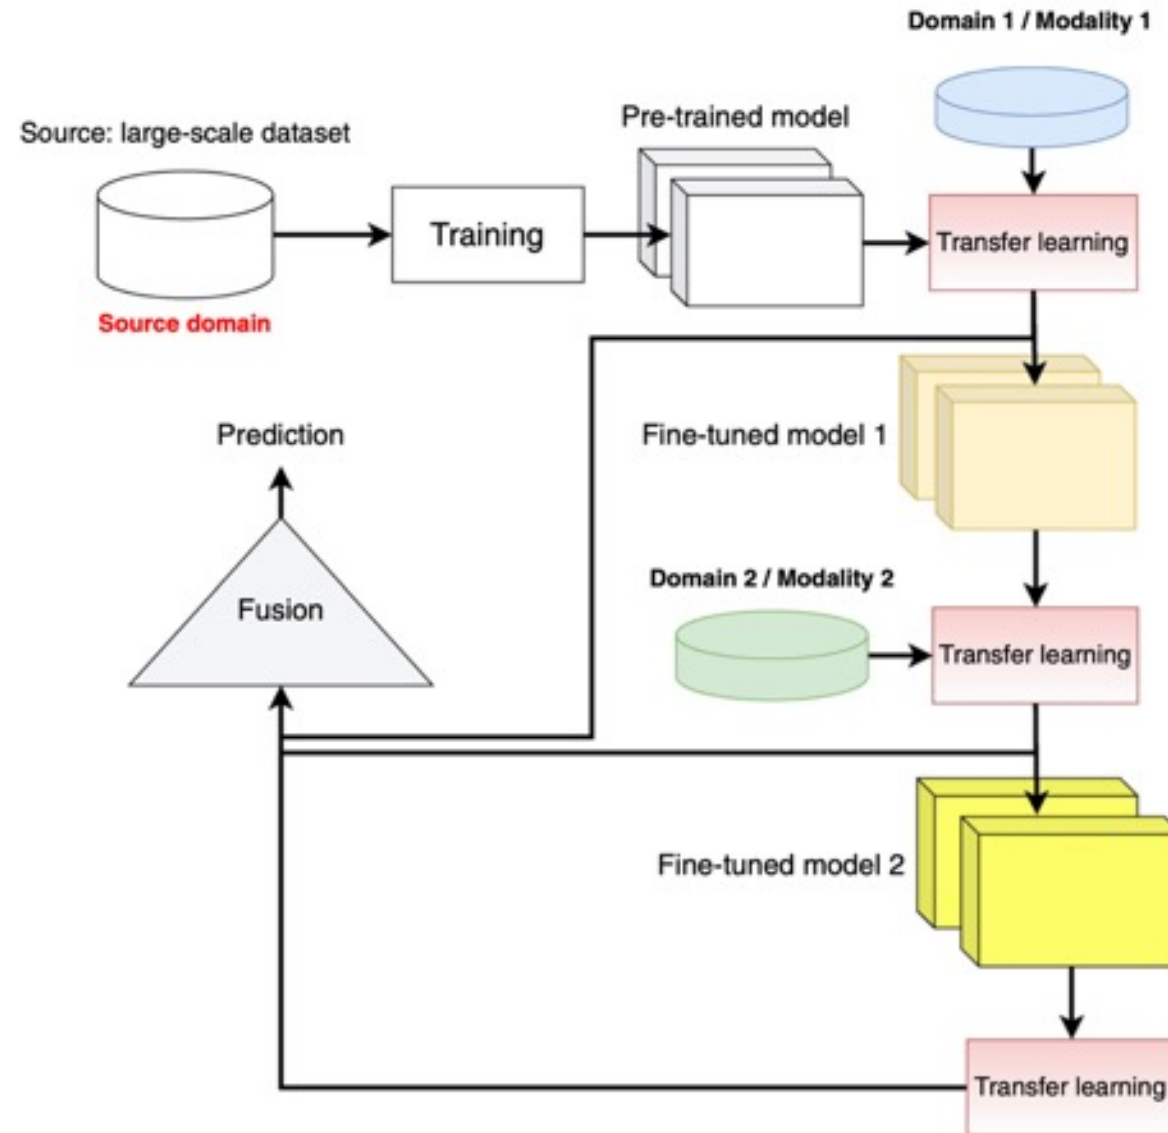 Domain 1 / Modality 1
Source: large-scale dataset
Pre-trained model
Training
Transfer learning
Source domain
Prediction
Fine-tuned model 1
Domain 2 / Modality 2
Fusion
Transfer learning
Fine-tuned model 2
Transfer learning